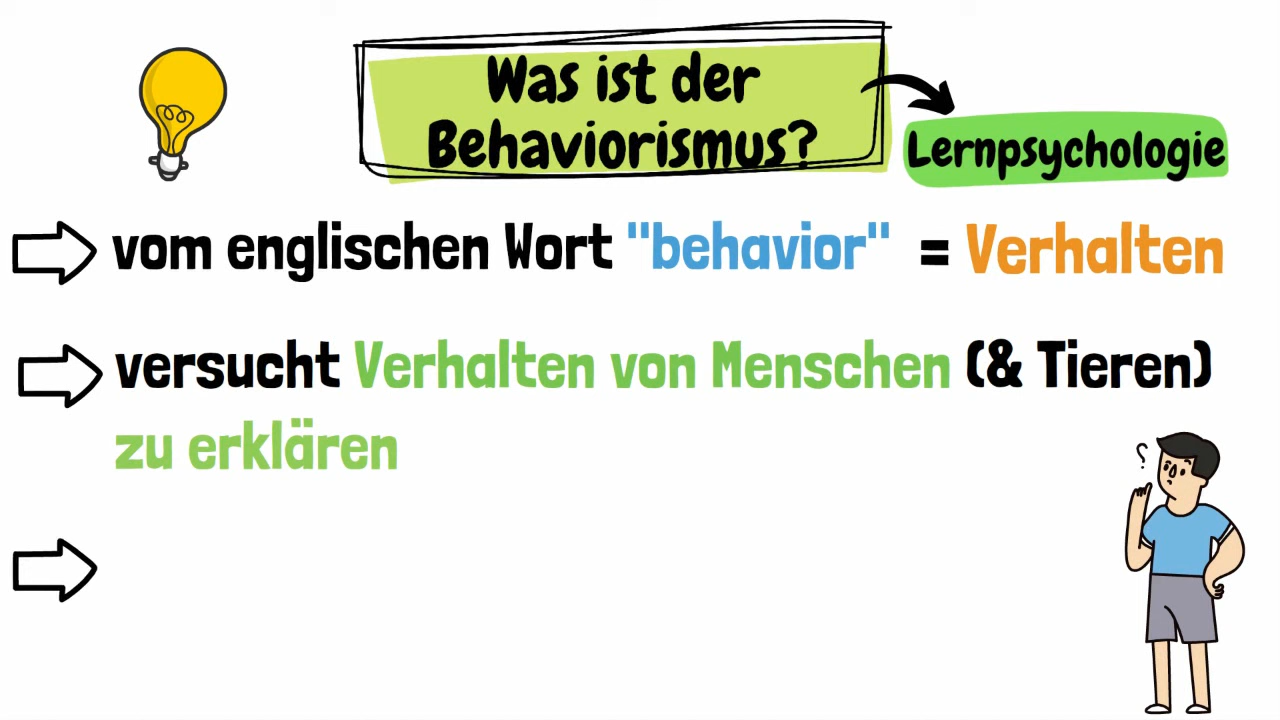 Was ist der
Behaviorismus?
Lernpsychologie
vom englischen Wort "behavior" = Verhalten
versucht Verhalten von Menschen (& Tieren)
zu erklären
?